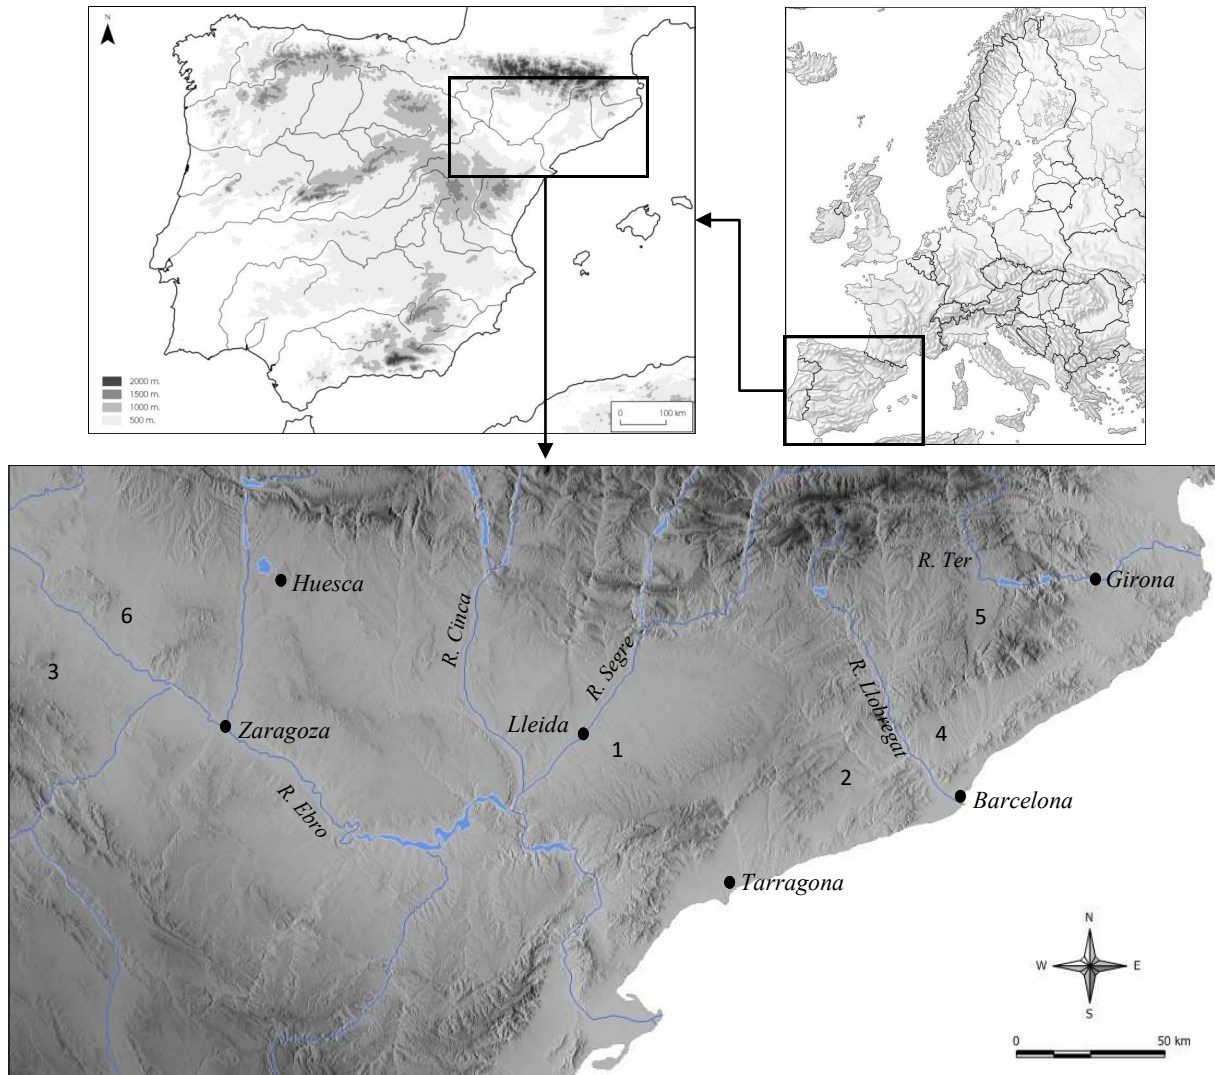 N
2000 m.
1500 m.
1000 m.
500 m.
0 100 km
R. Ter
Girona
Huesca
5
6
R. Cinca
R. Segre
3
R. Llobregat
Zaragoza
Lleida
1
4
2
R. Ebro
Barcelona
Tarragona
N
W E
S
0 50 km